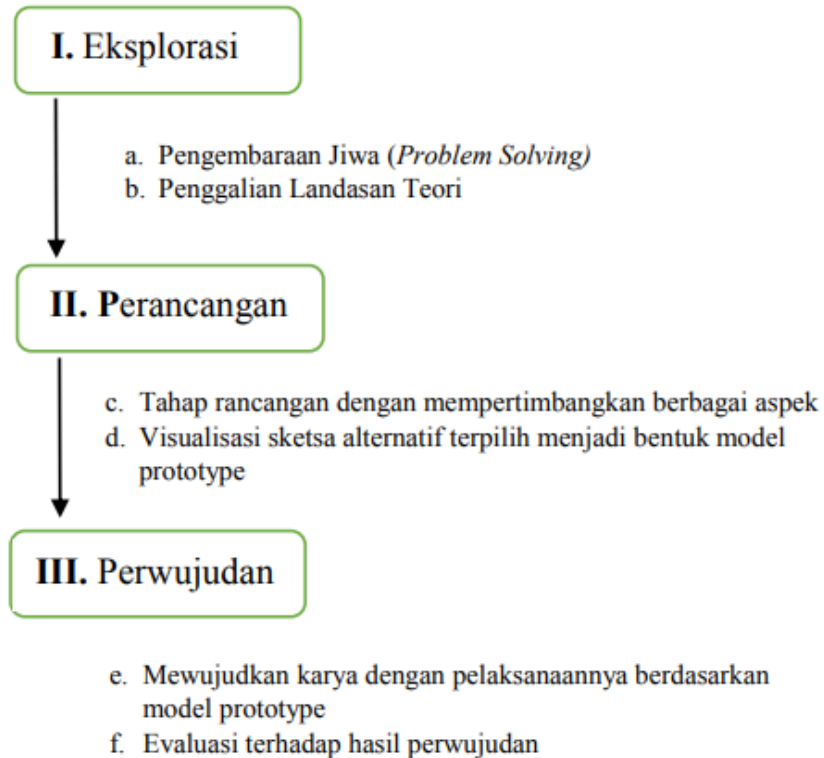 I. Eksplorasi
a. Pengembaraan Jiwa (Problem Solving)
b. Penggalian Landasan Teori
II. Perancangan
c. Tahap rancangan dengan mempertimbangkan berbagai aspek
d. Visualisasi sketsa alternatif terpilih menjadi bentuk model
prototype
III. Perwujudan
e. Mewujudkan karya dengan pelaksanaannya berdasarkan
model prototype
f. Evaluasi terhadap hasil perwujudan